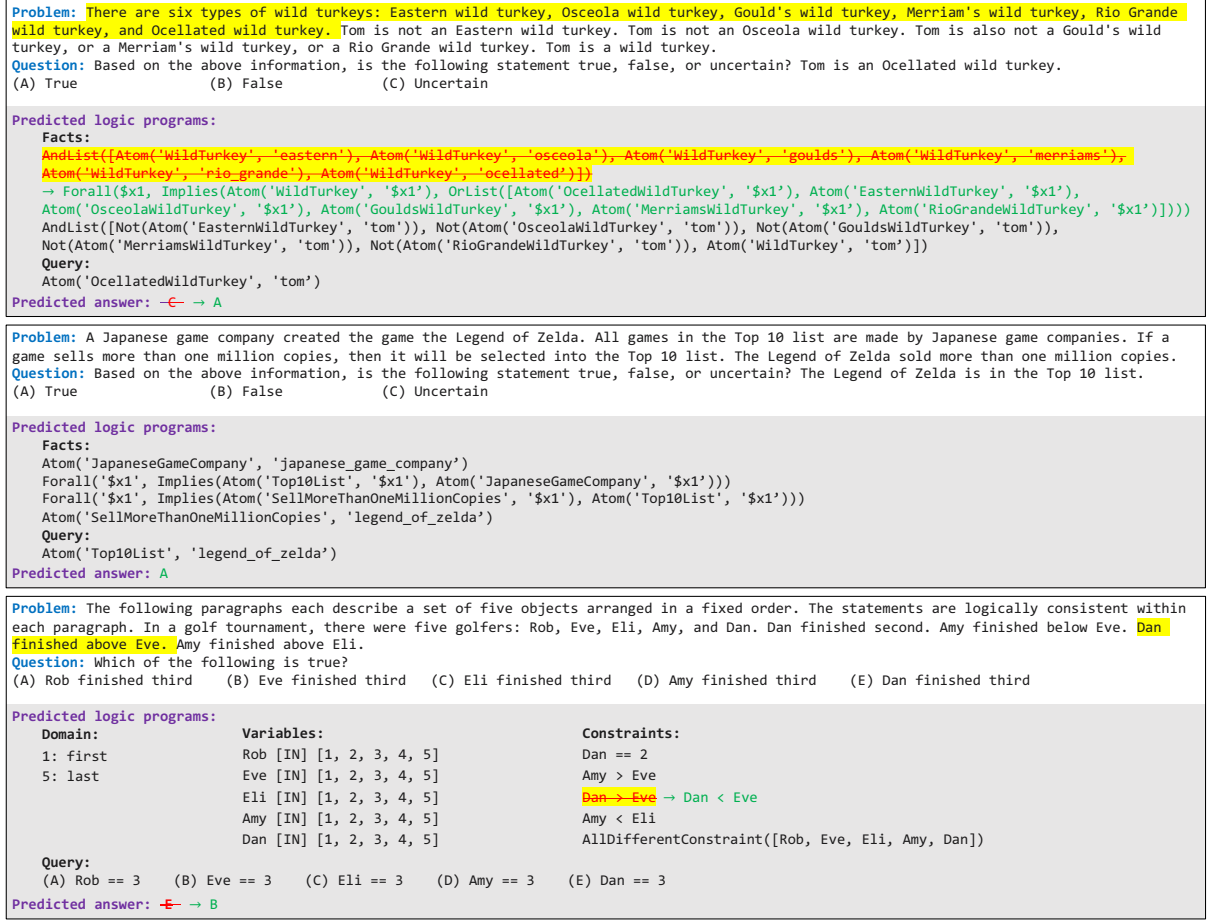 Problem: There are six types of wild turkeys: Eastern wild turkey, Osceola wild turkey, Gould's wild turkey, Merriam's wild turkey, Rio Grande
wild turkey, and Ocellated wild turkey. Tom is not an Eastern wild turkey. Tom is not an Osceola wild turkey. Tom is also not a Gould's wild
turkey, or a Merriam's wild turkey, or a Rio Grande wild turkey. Tom is a wild turkey.
Question: Based on the above information, is the following statement true, false, or uncertain? Tom is an Ocellated wild turkey.
(A) True (B) False (C) Uncertain
Predicted logic programs:
Facts:
AndList([Atom('WildTurkey', 'eastern'), Atom('WildTurkey', 'osceola'), Atom('WildTurkey', 'goulds'), Atom('WildTurkey', 'merriams'),
Atom('WildTurkey', 'rio_grande'), Atom('WildTurkey', 'ocellated’)])
→ Forall($x1, Implies(Atom('WildTurkey', '$x1'), OrList([Atom('OcellatedWildTurkey', '$x1'), Atom('EasternWildTurkey', '$x1'),
Atom('OsceolaWildTurkey', '$x1'), Atom('GouldsWildTurkey', '$x1'), Atom('MerriamsWildTurkey', '$x1'), Atom('RioGrandeWildTurkey', '$x1')])))
AndList([Not(Atom('EasternWildTurkey', 'tom')), Not(Atom('OsceolaWildTurkey', 'tom')), Not(Atom('GouldsWildTurkey', 'tom')),
Not(Atom('MerriamsWildTurkey', 'tom')), Not(Atom('RioGrandeWildTurkey', 'tom')), Atom('WildTurkey', 'tom')])
Query:
Atom('OcellatedWildTurkey', 'tom’)
Predicted answer: C → A
Problem: A Japanese game company created the game the Legend of Zelda. All games in the Top 10 list are made by Japanese game companies. If a
game sells more than one million copies, then it will be selected into the Top 10 list. The Legend of Zelda sold more than one million copies.
Question: Based on the above information, is the following statement true, false, or uncertain? The Legend of Zelda is in the Top 10 list.
(A) True (B) False (C) Uncertain
Predicted logic programs:
Facts:
Atom('JapaneseGameCompany', 'japanese_game_company’)
Forall('$x1', Implies(Atom('Top10List', '$x1'), Atom('JapaneseGameCompany', '$x1’)))
Forall('$x1', Implies(Atom('SellMoreThanOneMillionCopies', '$x1'), Atom('Top10List', '$x1’)))
Atom('SellMoreThanOneMillionCopies', 'legend_of_zelda’)
Query:
Atom('Top10List', 'legend_of_zelda’)
Predicted answer: A
Problem: The following paragraphs each describe a set of five objects arranged in a fixed order. The statements are logically consistent within
each paragraph. In a golf tournament, there were five golfers: Rob, Eve, Eli, Amy, and Dan. Dan finished second. Amy finished below Eve. Dan
finished above Eve. Amy finished above Eli.
Question: Which of the following is true?
(A) Rob finished third (B) Eve finished third (C) Eli finished third (D) Amy finished third (E) Dan finished third
Predicted logic programs:
Domain: Variables: Constraints:
1: first Rob [IN] [1, 2, 3, 4, 5] Dan == 2
5: last Eve [IN] [1, 2, 3, 4, 5] Amy > Eve
Eli [IN] [1, 2, 3, 4, 5] Dan > Eve → Dan < Eve
Amy [IN] [1, 2, 3, 4, 5] Amy < Eli
Dan [IN] [1, 2, 3, 4, 5] AllDifferentConstraint([Rob, Eve, Eli, Amy, Dan])
Query:
(A) Rob == 3 (B) Eve == 3 (C) Eli == 3 (D) Amy == 3 (E) Dan == 3
Predicted answer: E → B